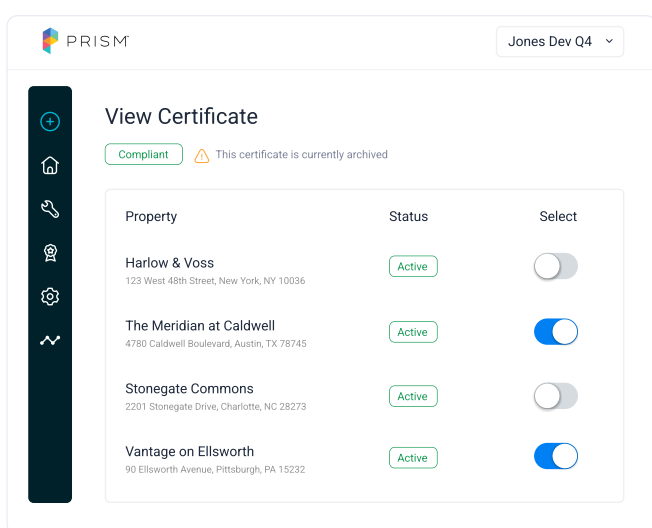 PRISM
Jones Dev Q4
View Certificate
Compliant
This certificate is currently archived
Property Status Select
Harlow & Voss
123 West 48th Street, New York, NY 10036
Active
The Meridian at Caldwell
4780 Caldwell Boulevard, Austin, TX 78745
Active
Stonegate Commons
2201 Stonegate Drive, Charlotte, NC 28273
Active
Vantage on Ellsworth
90 Ellsworth Avenue, Pittsburgh, PA 15232
Active